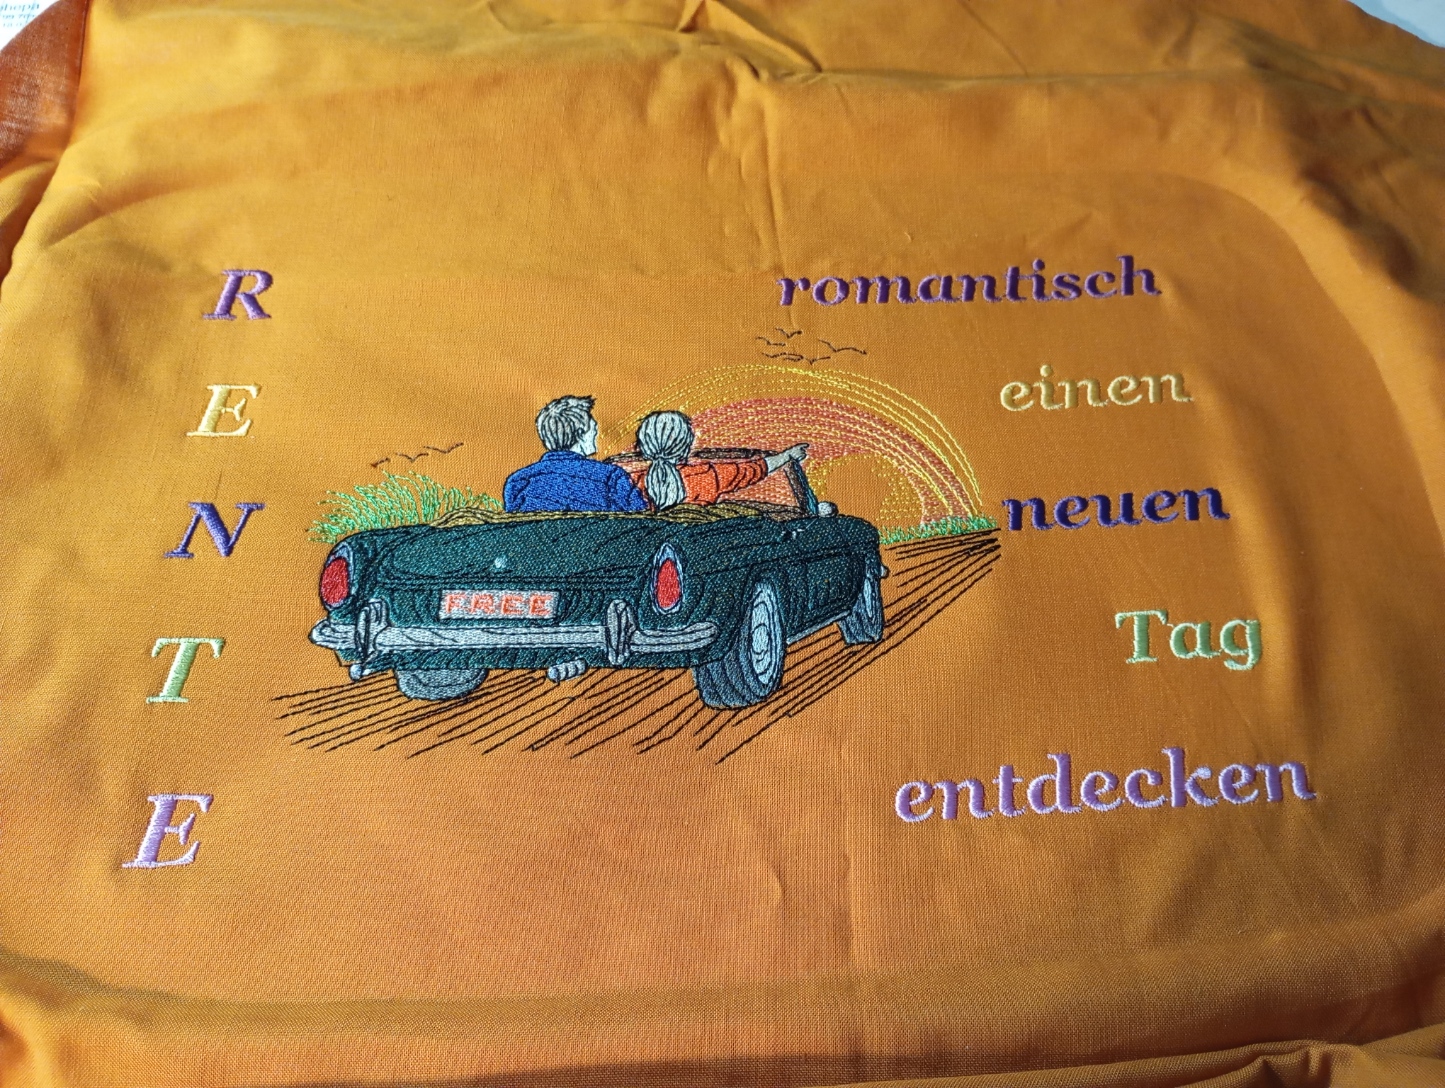 R romantisch
E einen
N neuen
FREE
T Tag
E entdecken